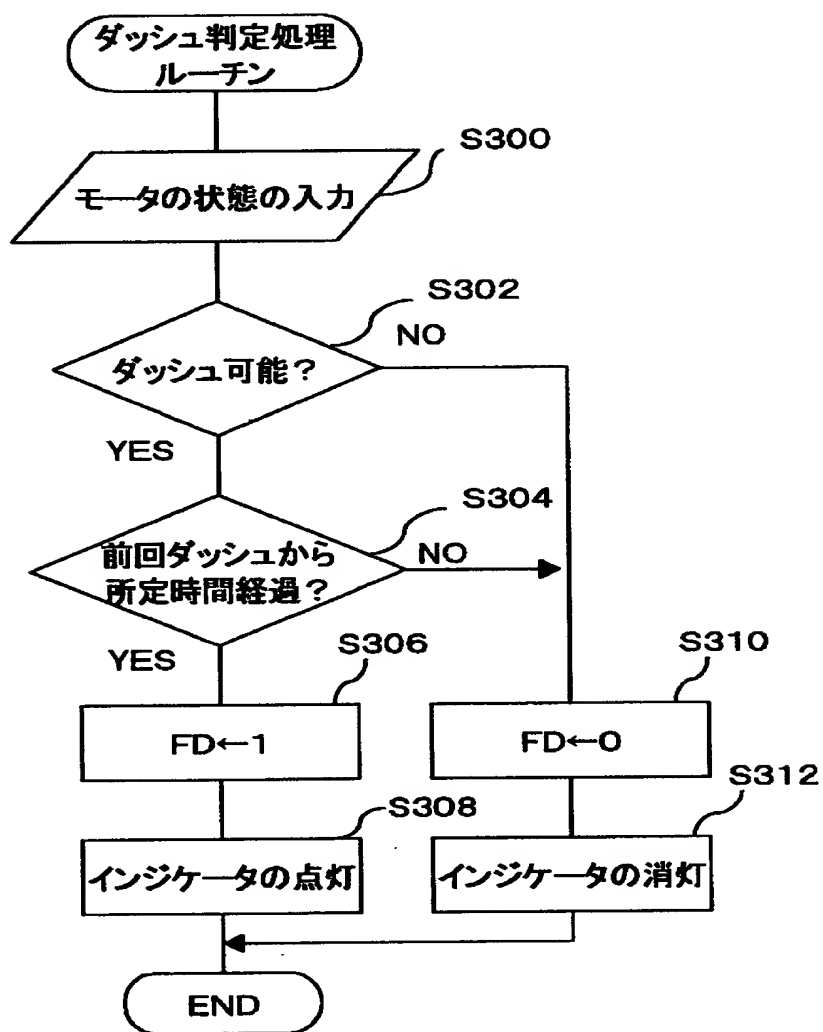 ダッシュ判定処理
ルーチン
S300
モータの状態の入力
S302
ダッシュ可能？
NO
YES
S304
前回ダッシュから
所定時間経過？
NO
YES
S306
FD←1
S310
FD←0
S308
インジケータの点灯
S312
インジケータの消灯
END